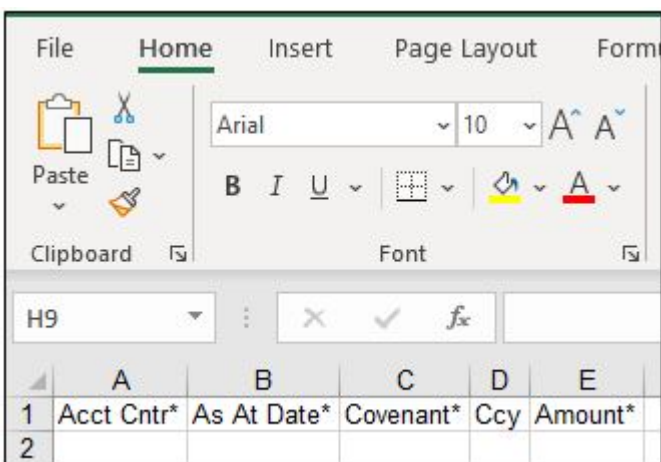 File Home Insert Page Layout Formu
Arial 10 A A
Paste
B I U A
Clipboard Font
H9 fx
A B C D E
1 Acct Cntr* As At Date* Covenant* Ccy Amount*
2